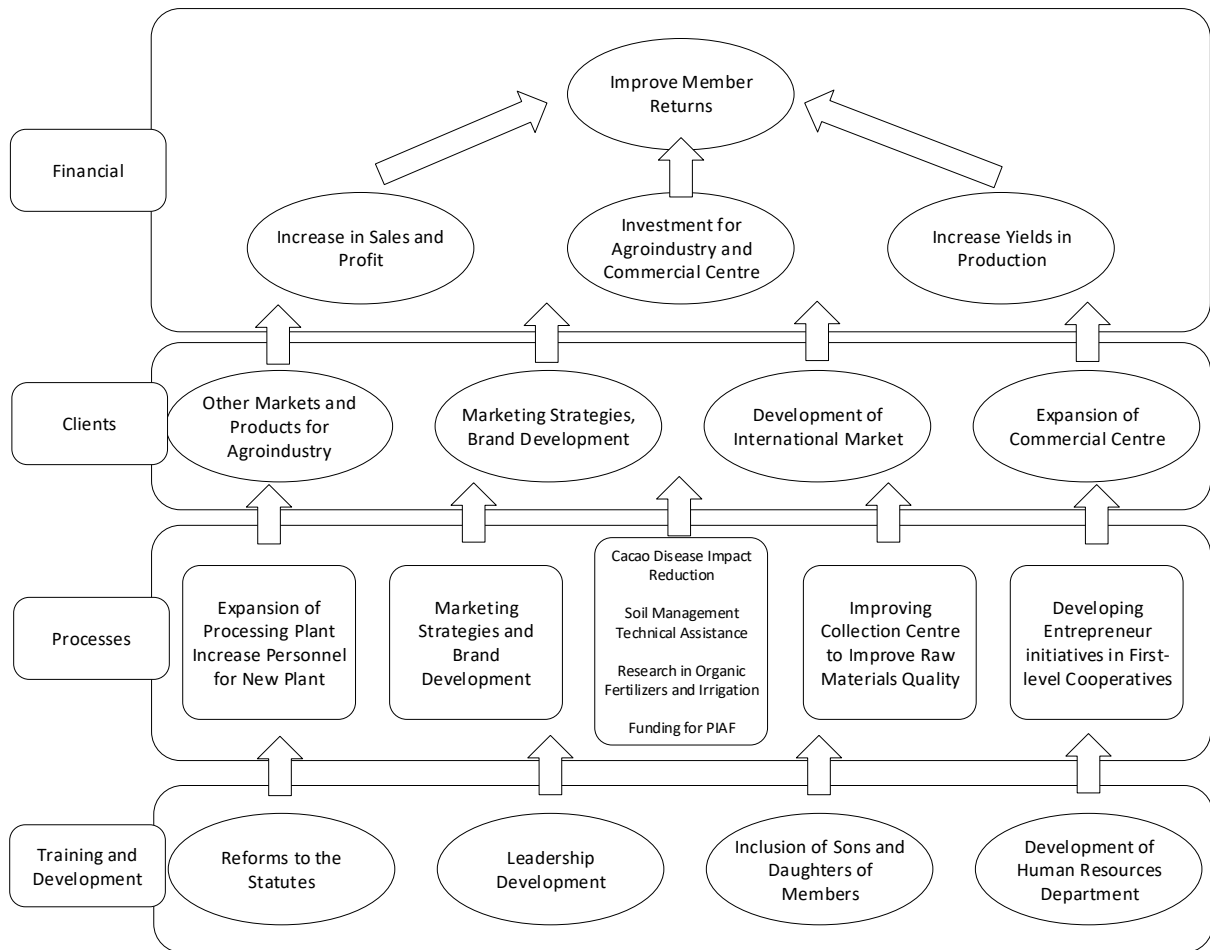 Improve Member
Returns
Financial
Increase in Sales and
Profit
Investment for
Agroindustry and
Commercial Centre
Increase Yields in
Production
Clients
Other Markets and
Products for
Agroindustry
Marketing Strategies,
Brand Development
Development of
International Market
Expansion of
Commercial Centre
Processes
Expansion of
Processing Plant
Increase Personnel
for New Plant
Marketing
Strategies and
Brand
Development
Cacao Disease Impact
Reduction
Soil Management
Technical Assistance
Research in Organic
Fertilizers and Irrigation
Funding for PIAF
Improving
Collection Centre
to Improve Raw
Materials Quality
Developing
Entrepreneur
initiatives in First-
level Cooperatives
Training and
Development
Reforms to the
Statutes
Leadership
Development
Inclusion of Sons and
Daughters of
Members
Development of
Human Resources
Department